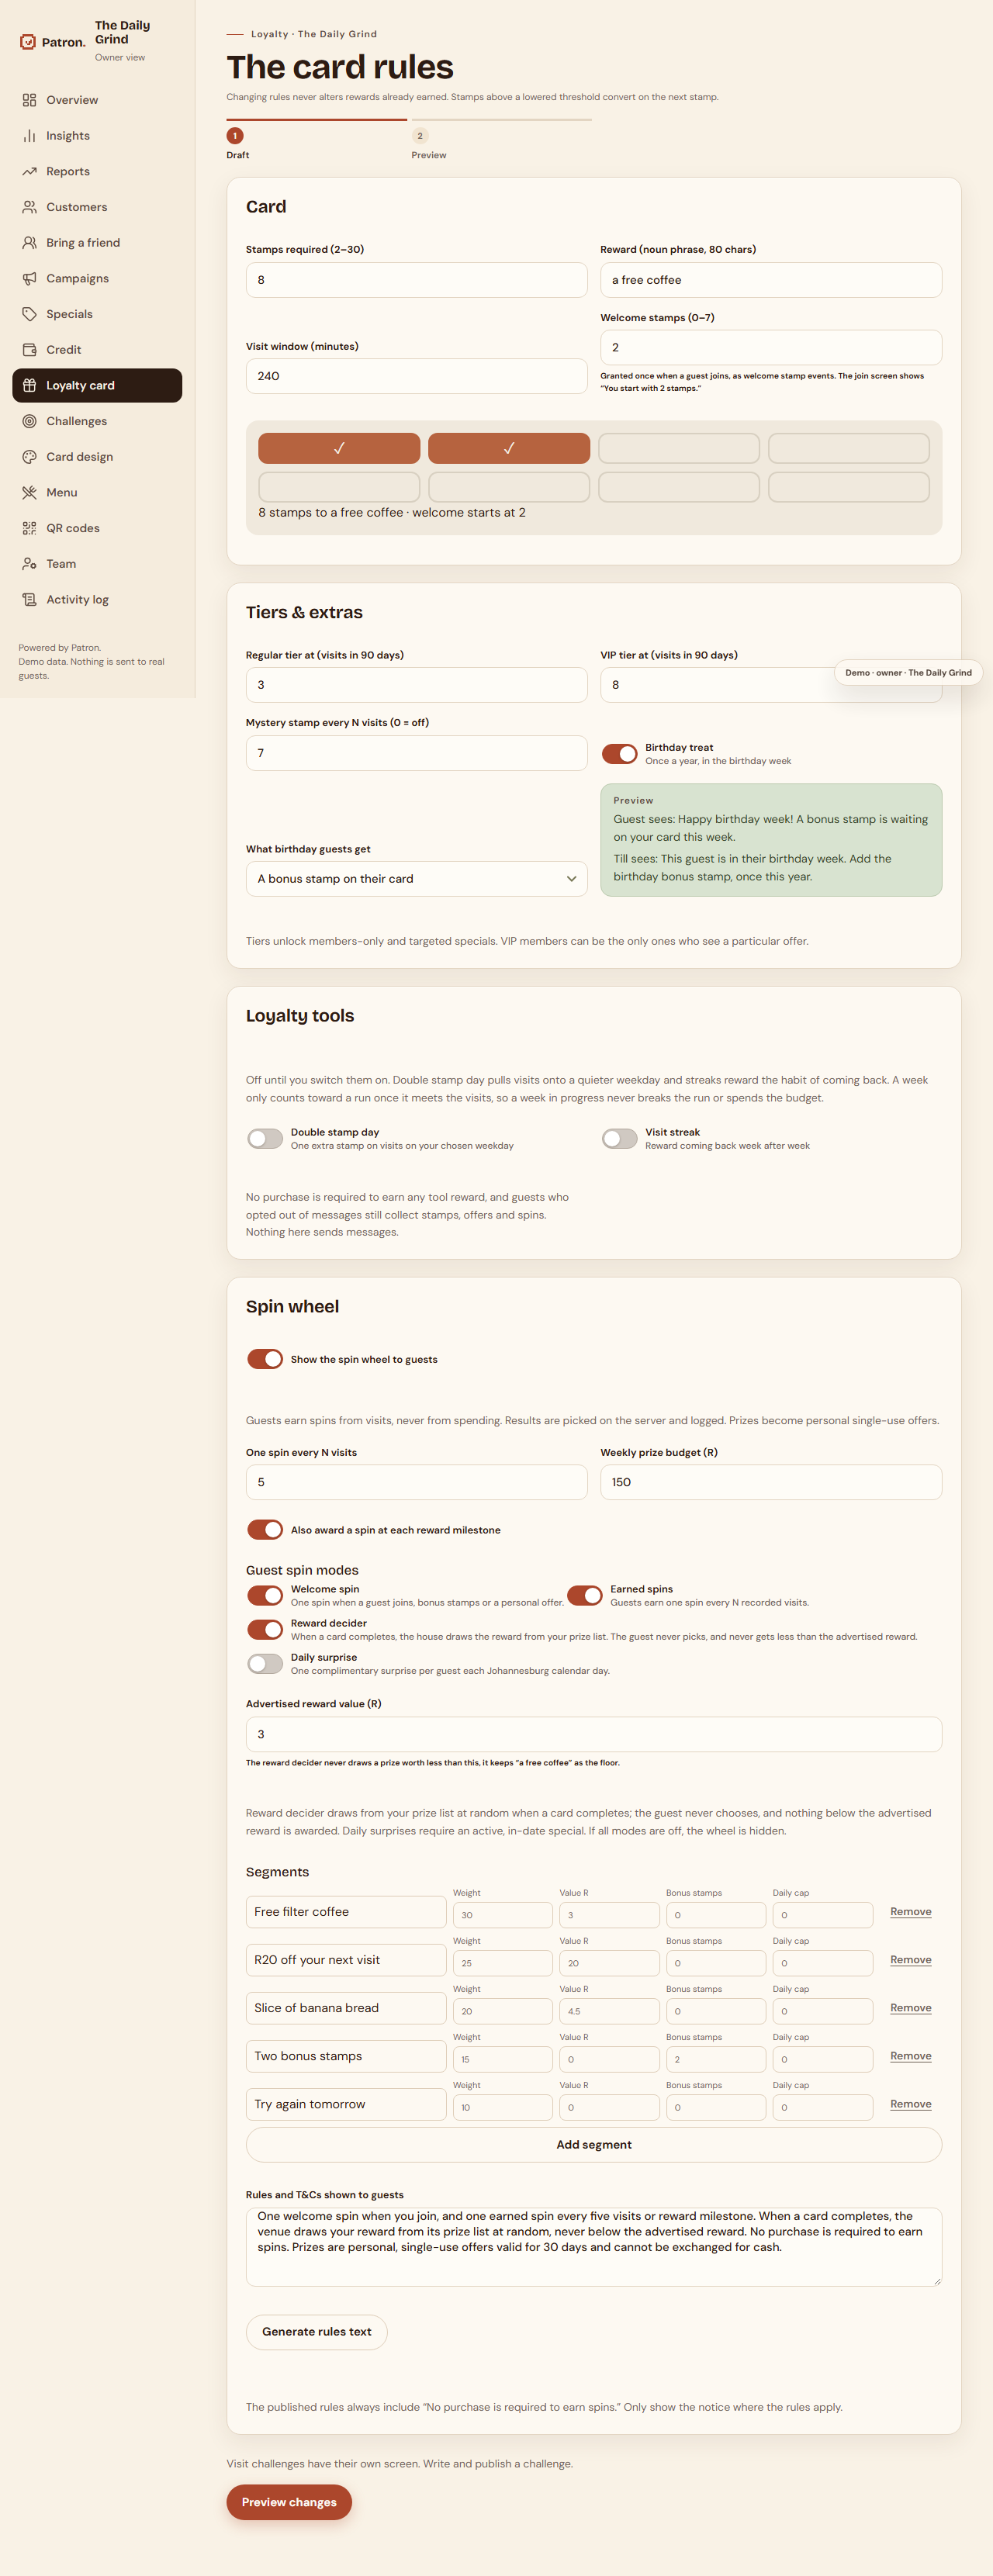 Patron.
The Daily
Grind
Owner view
Overview
Insights
Reports
Customers
Bring a friend
Campaigns
Specials
Credit
Loyalty card
Challenges
Card design
Menu
QR codes
Team
Activity log
Powered by Patron.
Demo data. Nothing is sent to real
guests.
Loyalty · The Daily Grind
The card rules
Changing rules never alters rewards already earned. Stamps above a lowered threshold convert on the next stamp.
1
Draft
2
Preview
Card
Stamps required (2–30)
8
Reward (noun phrase, 80 chars)
a free coffee
Visit window (minutes)
240
Welcome stamps (0–7)
2
Granted once when a guest joins, as welcome stamp events. The join screen shows
“You start with 2 stamps.”
✓ ✓
8 stamps to a free coffee · welcome starts at 2
Tiers & extras
Regular tier at (visits in 90 days)
3
VIP tier at (visits in 90 days)
8
Demo · owner · The Daily Grind
Mystery stamp every N visits (0 = off)
7
Birthday treat
Once a year, in the birthday week
What birthday guests get
A bonus stamp on their card
Preview
Guest sees: Happy birthday week! A bonus stamp is waiting
on your card this week.
Till sees: This guest is in their birthday week. Add the
birthday bonus stamp, once this year.
Tiers unlock members-only and targeted specials. VIP members can be the only ones who see a particular offer.
Loyalty tools
Off until you switch them on. Double stamp day pulls visits onto a quieter weekday and streaks reward the habit of coming back. A week
only counts toward a run once it meets the visits, so a week in progress never breaks the run or spends the budget.
Double stamp day
One extra stamp on visits on your chosen weekday
Visit streak
Reward coming back week after week
No purchase is required to earn any tool reward, and guests who
opted out of messages still collect stamps, offers and spins.
Nothing here sends messages.
Spin wheel
Show the spin wheel to guests
Guests earn spins from visits, never from spending. Results are picked on the server and logged. Prizes become personal single-use offers.
One spin every N visits
5
Weekly prize budget (R)
150
Also award a spin at each reward milestone
Guest spin modes
Welcome spin
One spin when a guest joins, bonus stamps or a personal offer.
Earned spins
Guests earn one spin every N recorded visits.
Reward decider
When a card completes, the house draws the reward from your prize list. The guest never picks, and never gets less than the advertised reward.
Daily surprise
One complimentary surprise per guest each Johannesburg calendar day.
Advertised reward value (R)
3
The reward decider never draws a prize worth less than this, it keeps “a free coffee” as the floor.
Reward decider draws from your prize list at random when a card completes; the guest never chooses, and nothing below the advertised
reward is awarded. Daily surprises require an active, in-date special. If all modes are off, the wheel is hidden.
Segments
Weight Value R Bonus stamps Daily cap
Free filter coffee 30 3 0 0 Remove
Weight Value R Bonus stamps Daily cap
R20 off your next visit 25 20 0 0 Remove
Weight Value R Bonus stamps Daily cap
Slice of banana bread 20 4.5 0 0 Remove
Weight Value R Bonus stamps Daily cap
Two bonus stamps 15 0 2 0 Remove
Weight Value R Bonus stamps Daily cap
Try again tomorrow 10 0 0 0 Remove
Add segment
Rules and T&Cs shown to guests
One welcome spin when you join, and one earned spin every five visits or reward milestone. When a card completes, the
venue draws your reward from its prize list at random, never below the advertised reward. No purchase is required to earn
spins. Prizes are personal, single-use offers valid for 30 days and cannot be exchanged for cash.
Generate rules text
The published rules always include “No purchase is required to earn spins.” Only show the notice where the rules apply.
Visit challenges have their own screen. Write and publish a challenge.
Preview changes